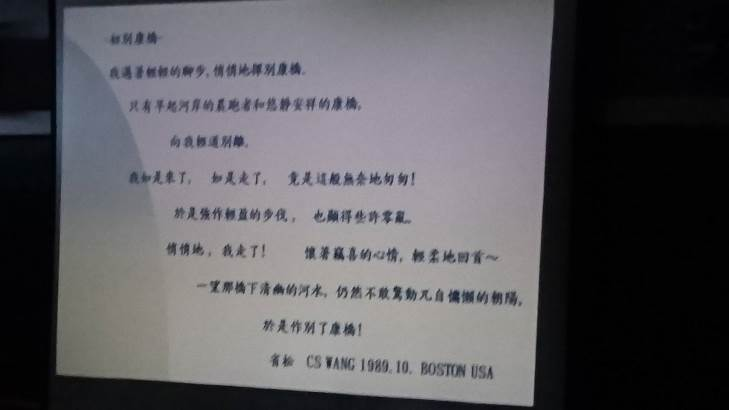 輕別康橋
我邁著輕輕的腳步,悄悄地揮別康橋。
只有早起河岸的晨跑者和悠靜安祥的康橋,
向我輕道別離。
我如是來了, 如是走了, 竟是這般無奈地匆匆!
於是強作輕盈的步伐, 也顯得些許零亂。
悄悄地,我走了! 懷著竊喜的心情,輕柔地回首～
一望那橋下清幽的河水,仍然不敢驚動兀自慵懶的朝陽,
於是作別了康橋!
省松 CS WANG 1989.10. BOSTON USA